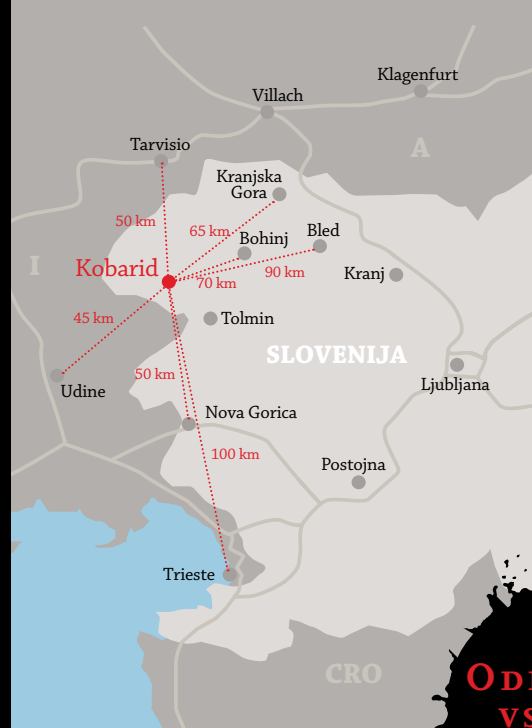 Klagenfurt
Villach
A
Tarvisio
Kranjska
Gora
50 km
65 km
Bled
Bohinj
I
Kobarid
70 km
90 km
Kranj
45 km
Tolmin
SLOVENIJA
50 km
Udine
Ljubljana
Nova Gorica
100 km
Postojna
Trieste
CRO